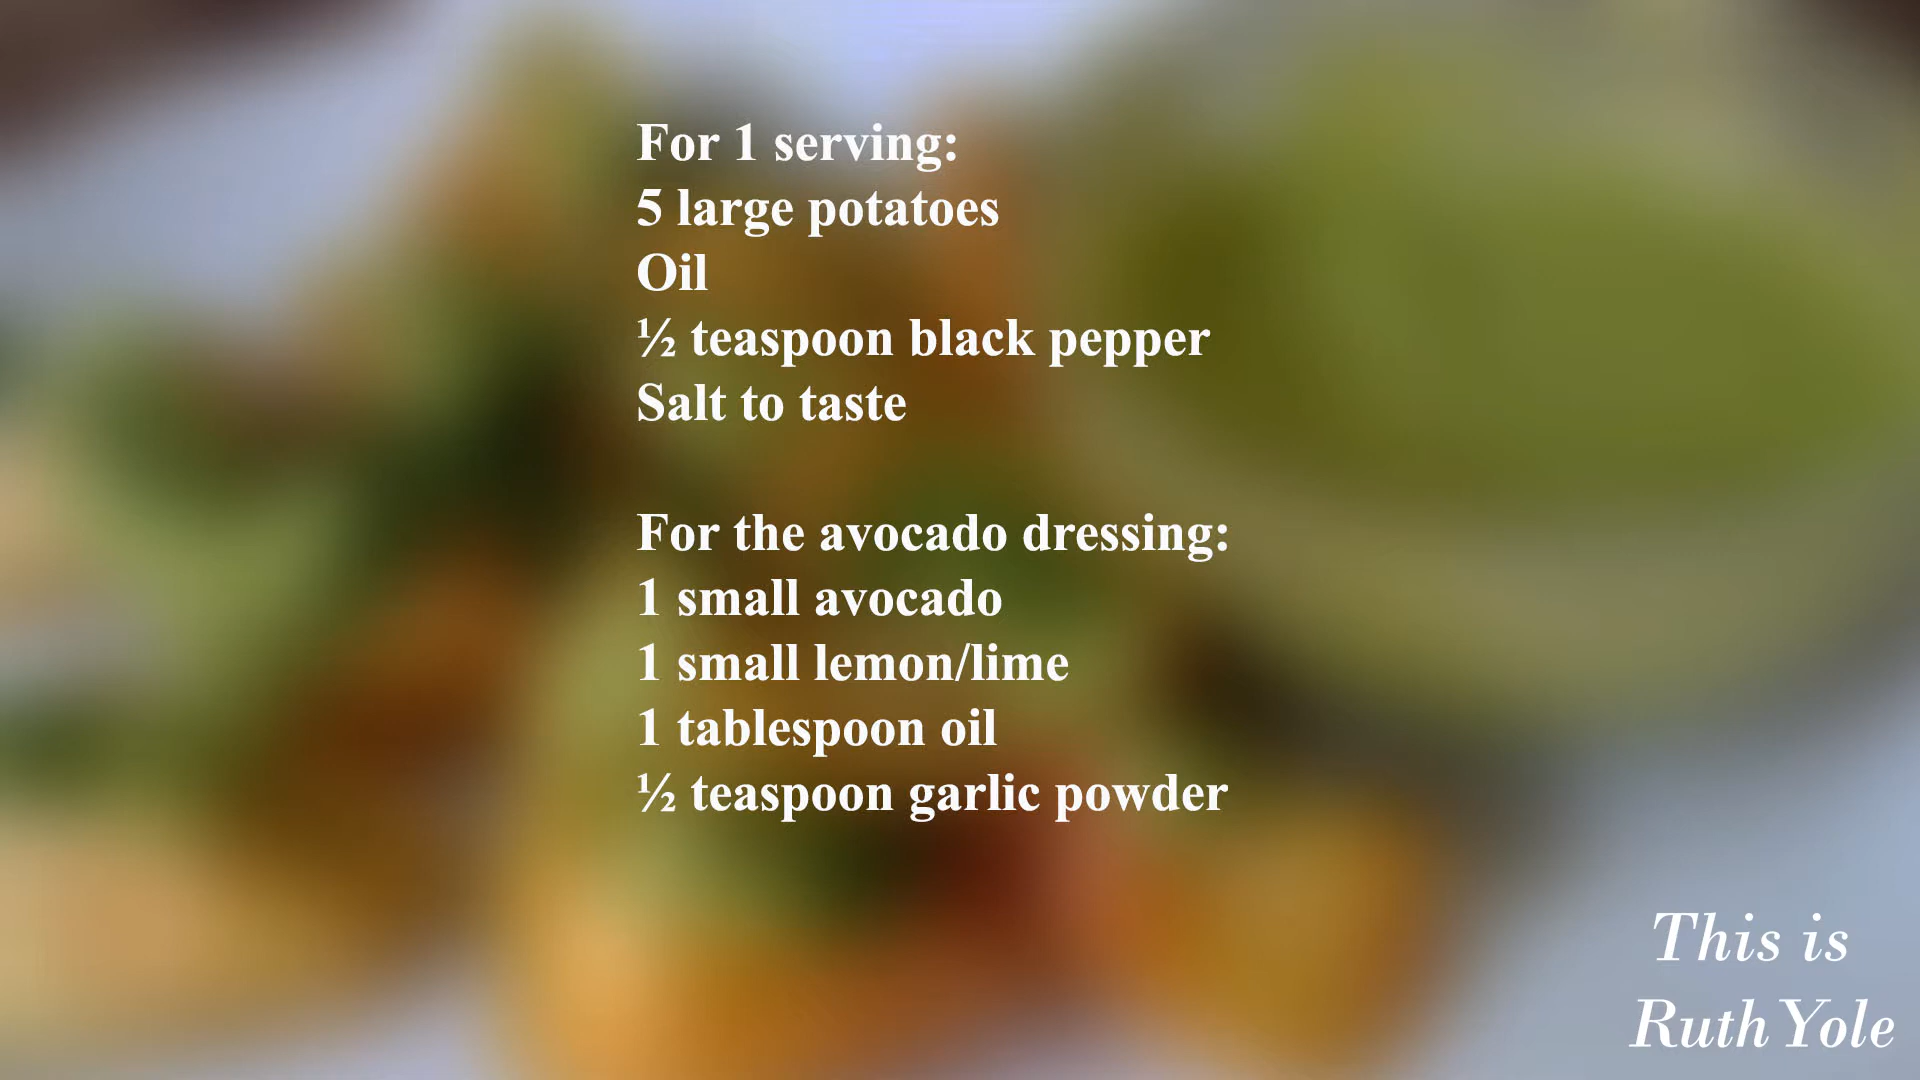 For 1 serving:
5 large potatoes
Oil
½ teaspoon black pepper
Salt to taste
For the avocado dressing:
1 small avocado
1 small lemon/lime
1 tablespoon oil
½ teaspoon garlic powder
This is
Ruth Yole